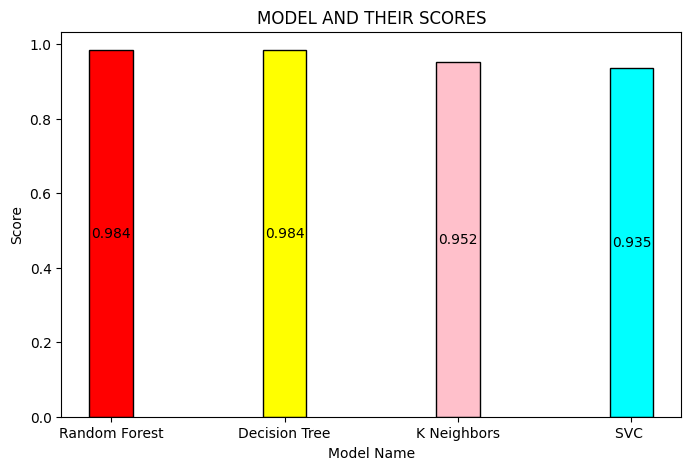 MODEL AND THEIR SCORES
Score
1.0
0.8
0.6
0.4
0.2
0.0
0.984
0.984
0.952
0.935
Random Forest
Decision Tree
K Neighbors
SVC
Model Name